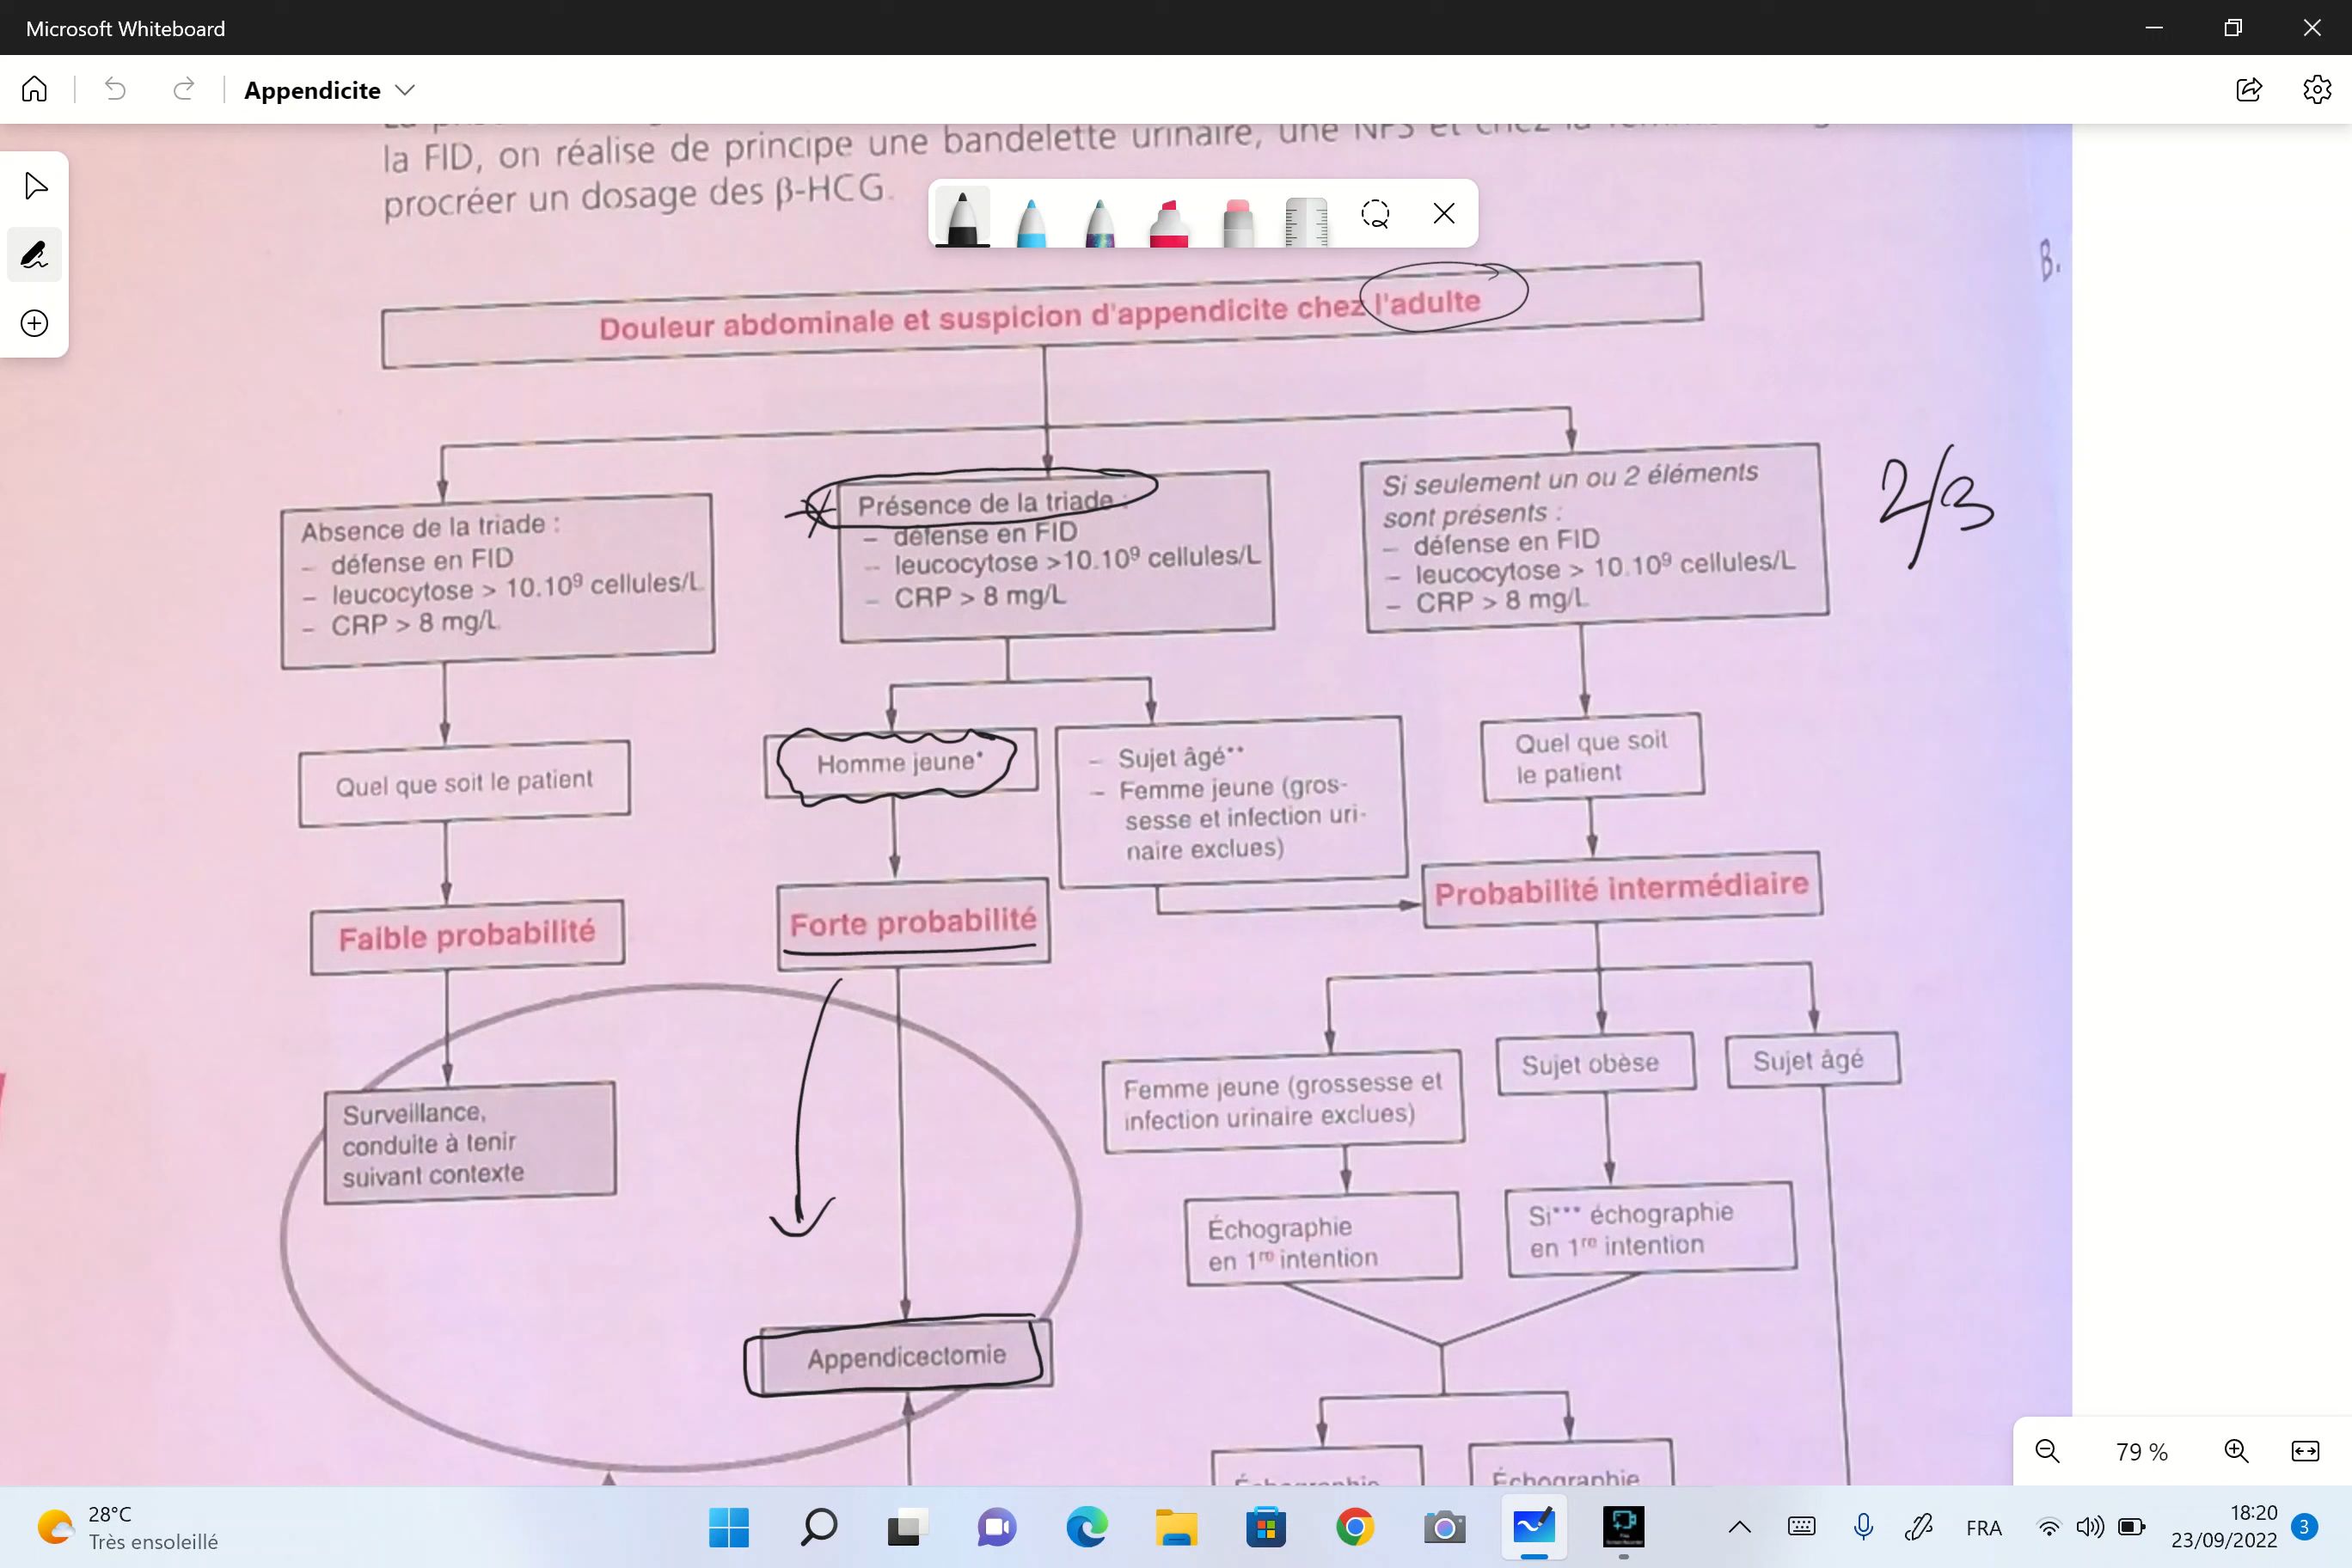 Microsoft Whiteboard
Appendicite
la FID, on réalise de principe une bandelette urinaire, une NFS et chez la
procréer un dosage des β-HCG.
B.
Douleur abdominale et suspicion d'appendicite chez l'adulte
Absence de la triade :
– défense en FID
– leucocytose > 10.10⁹ cellules/L
– CRP > 8 mg/L
Présence de la triade :
– défense en FID
– leucocytose >10.10⁹ cellules/L
– CRP > 8 mg/L
Si seulement un ou 2 éléments
sont présents :
– défense en FID
– leucocytose > 10.10⁹ cellules/L
– CRP > 8 mg/L
2/3
Quel que soit le patient
Homme jeune*
– Sujet âgé**
– Femme jeune (gros-
sesse et infection uri-
naire exclues)
Quel que soit
le patient
Faible probabilité
Forte probabilité
Probabilité intermédiaire
Surveillance,
conduite à tenir
suivant contexte
Femme jeune (grossesse et
infection urinaire exclues)
Sujet obèse
Sujet âgé
Échographie
en 1re intention
Si*** échographie
en 1re intention
Appendicectomie
Échographie
Échographie
79 %
28°C
Très ensoleillé
FRA
18:20
23/09/2022
3